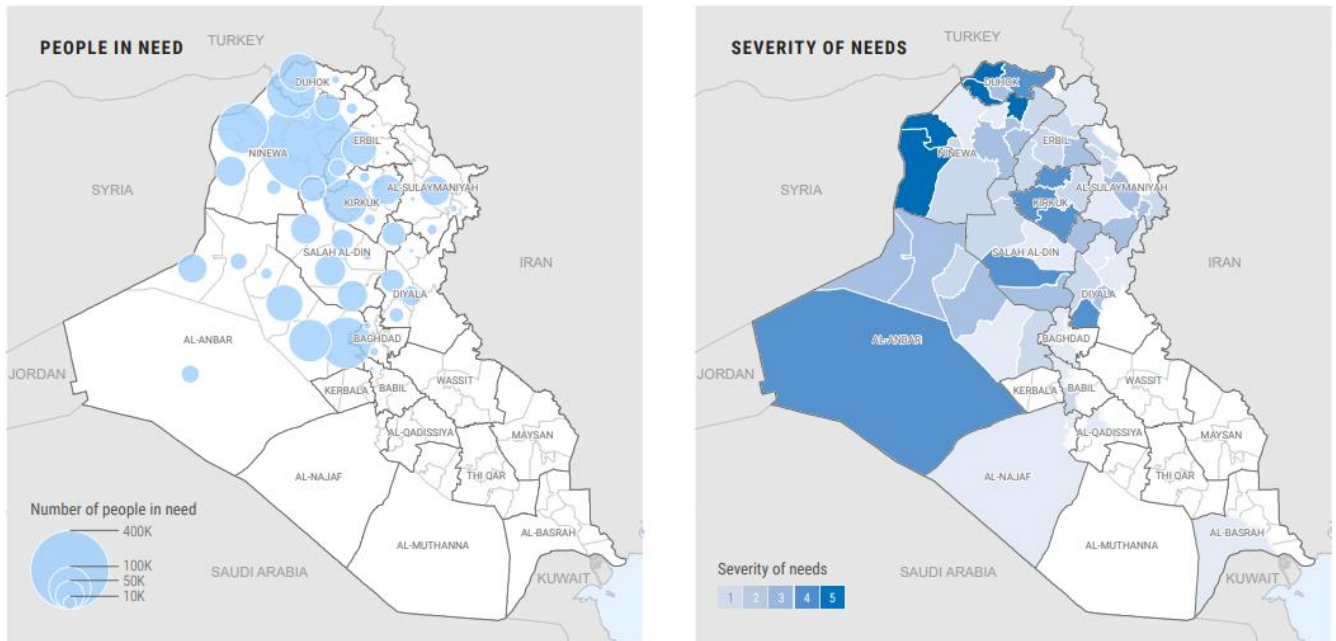 PEOPLE IN NEED
TURKEY
DUHOK
NINEWA
ERBIL
SYRIA
AL-SULAYMANIYAH
KIRKUK
SALAH AL-DIN
IRAN
DIYALA
AL-ANBAR
BAGHDAD
JORDAN
WASSIT
KERBALA
BABIL
AL-QADISSIYA
MAYSAN
AL-NAJAF
THI QAR
Number of people in need
400K
100K
50K
10K
AL-BASRAH
AL-MUTHANNA
SAUDI ARABIA
KUWAIT
SEVERITY OF NEEDS
TURKEY
DUHOK
NINEWA
ERBIL
SYRIA
AL-SULAYMANIYAH
KIRKUK
SALAH AL-DIN
IRAN
DIYALA
AL-ANBAR
BAGHDAD
JORDAN
WASSIT
KERBALA
BABIL
AL-QADISSIYA
MAYSAN
AL-NAJAF
THI QAR
AL-BASRAH
AL-MUTHANNA
Severity of needs
SAUDI ARABIA
KUWAIT
1 2 3 4 5